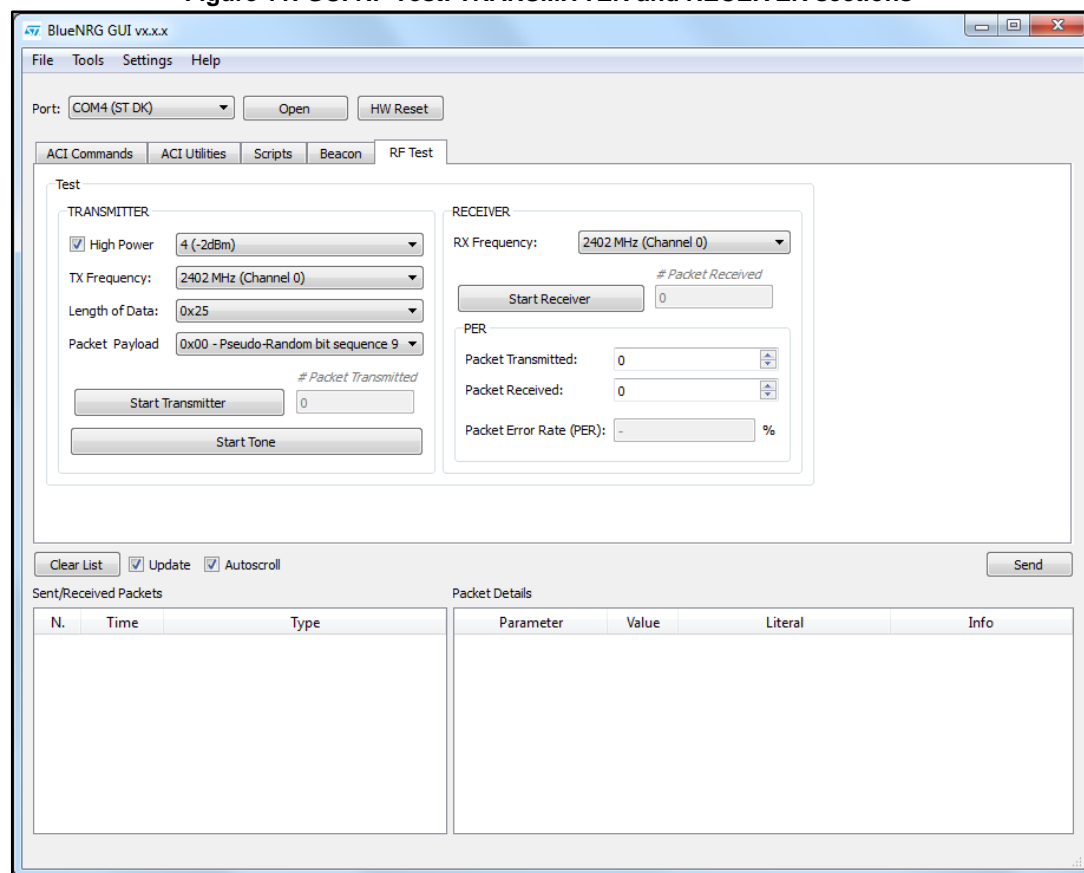 BlueNRG GUI vx.x.x
File Tools Settings Help
Port: COM4 (ST DK) Open HW Reset
ACI Commands ACI Utilities Scripts Beacon RF Test
Test
TRANSMITTER
High Power 4 (-2dBm)
TX Frequency: 2402 MHz (Channel 0)
Length of Data: 0x25
Packet Payload 0x00 - Pseudo-Random bit sequence 9
# Packet Transmitted
Start Transmitter 0
Start Tone
RECEIVER
RX Frequency: 2402 MHz (Channel 0)
# Packet Received
Start Receiver 0
PER
Packet Transmitted: 0
Packet Received: 0
Packet Error Rate (PER): - %
Clear List Update Autoscroll Send
Sent/Received Packets
N. Time Type
Packet Details
Parameter Value Literal Info